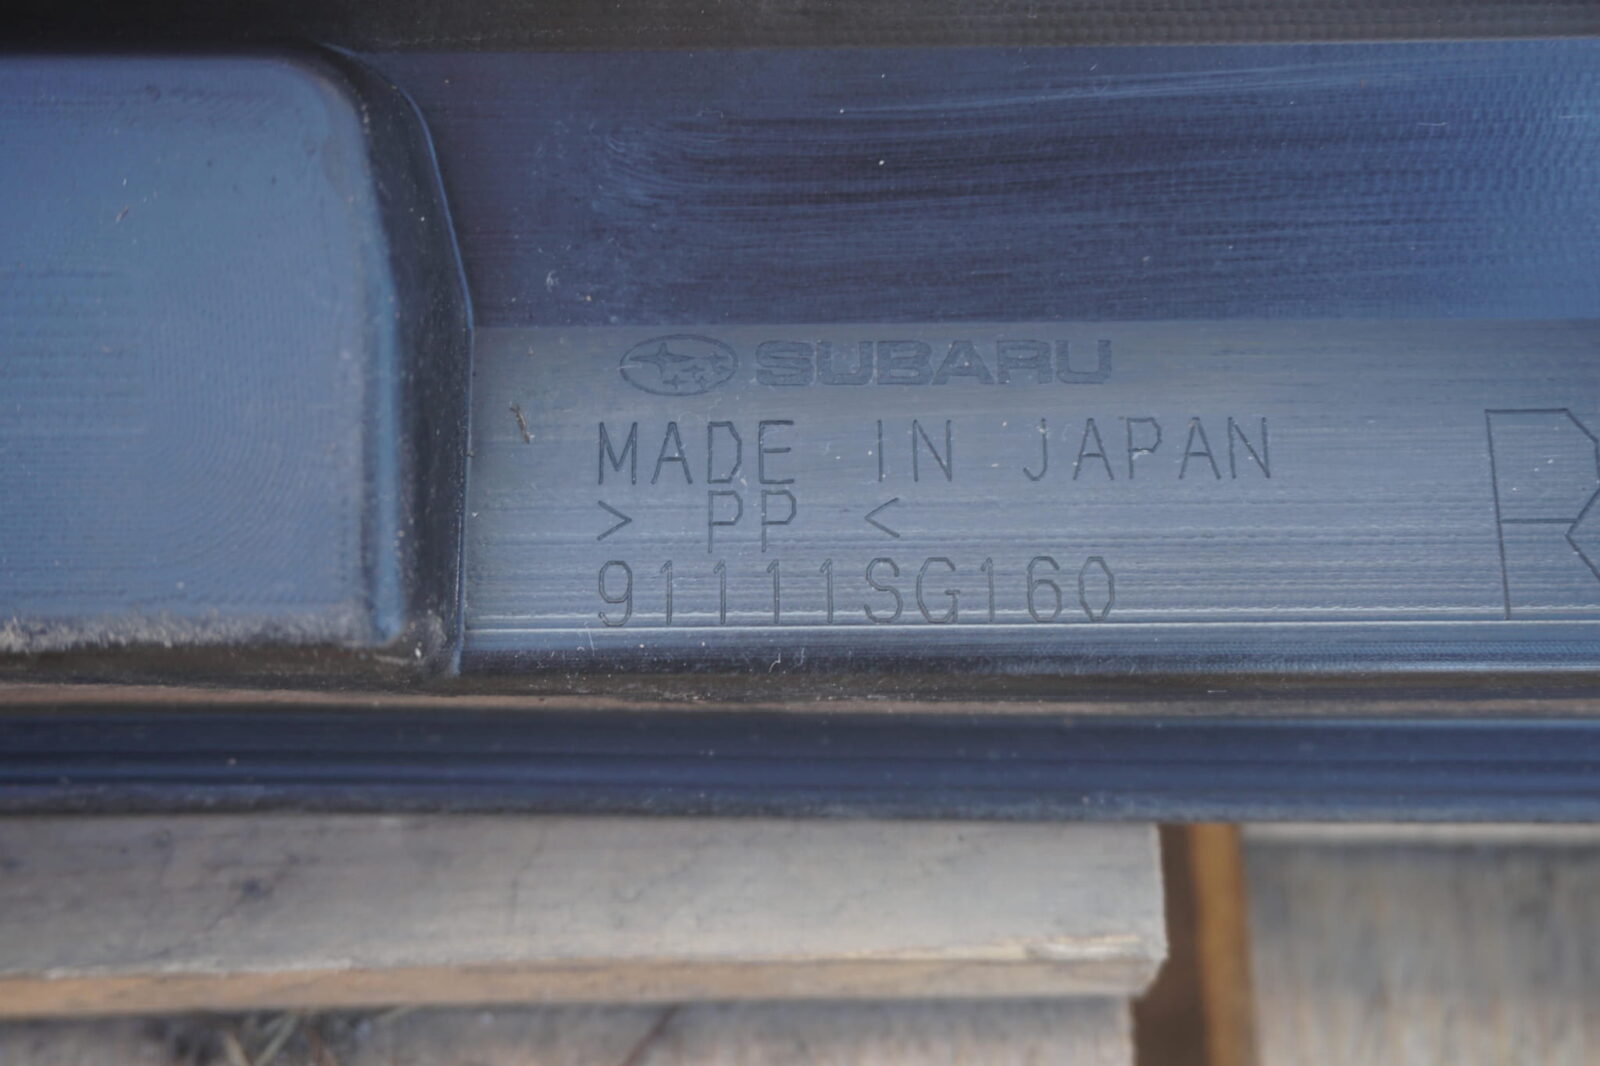 SUBARU
MADE IN JAPAN
> PP <
91111SG160
R